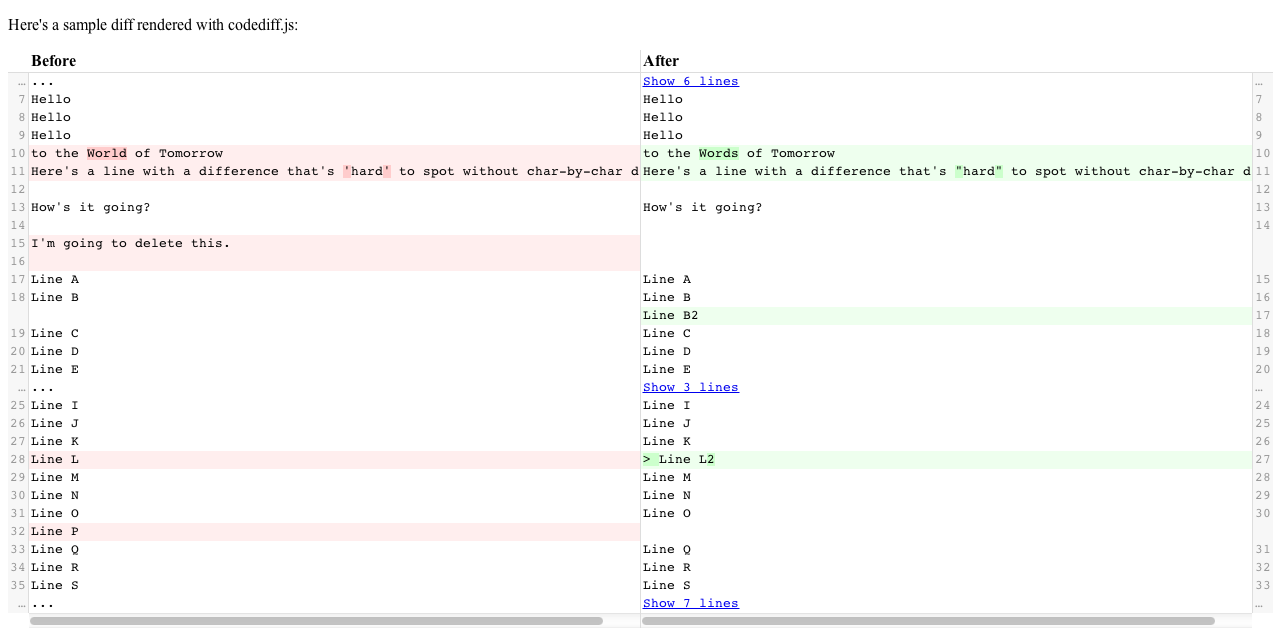 Here's a sample diff rendered with codediff.js:
Before After
… ... Show 6 lines …
7 Hello Hello 7
8 Hello Hello 8
9 Hello Hello 9
10 to the World of Tomorrow to the Words of Tomorrow 10
11 Here's a line with a difference that's 'hard' to spot without char-by-char d Here's a line with a difference that's "hard" to spot without char-by-char d 11
12 12
13 How's it going? How's it going? 13
14 14
15 I'm going to delete this.
16
17 Line A Line A 15
18 Line B Line B 16
Line B2 17
19 Line C Line C 18
20 Line D Line D 19
21 Line E Line E 20
… ... Show 3 lines …
25 Line I Line I 24
26 Line J Line J 25
27 Line K Line K 26
28 Line L > Line L2 27
29 Line M Line M 28
30 Line N Line N 29
31 Line O Line O 30
32 Line P
33 Line Q Line Q 31
34 Line R Line R 32
35 Line S Line S 33
… ... Show 7 lines …